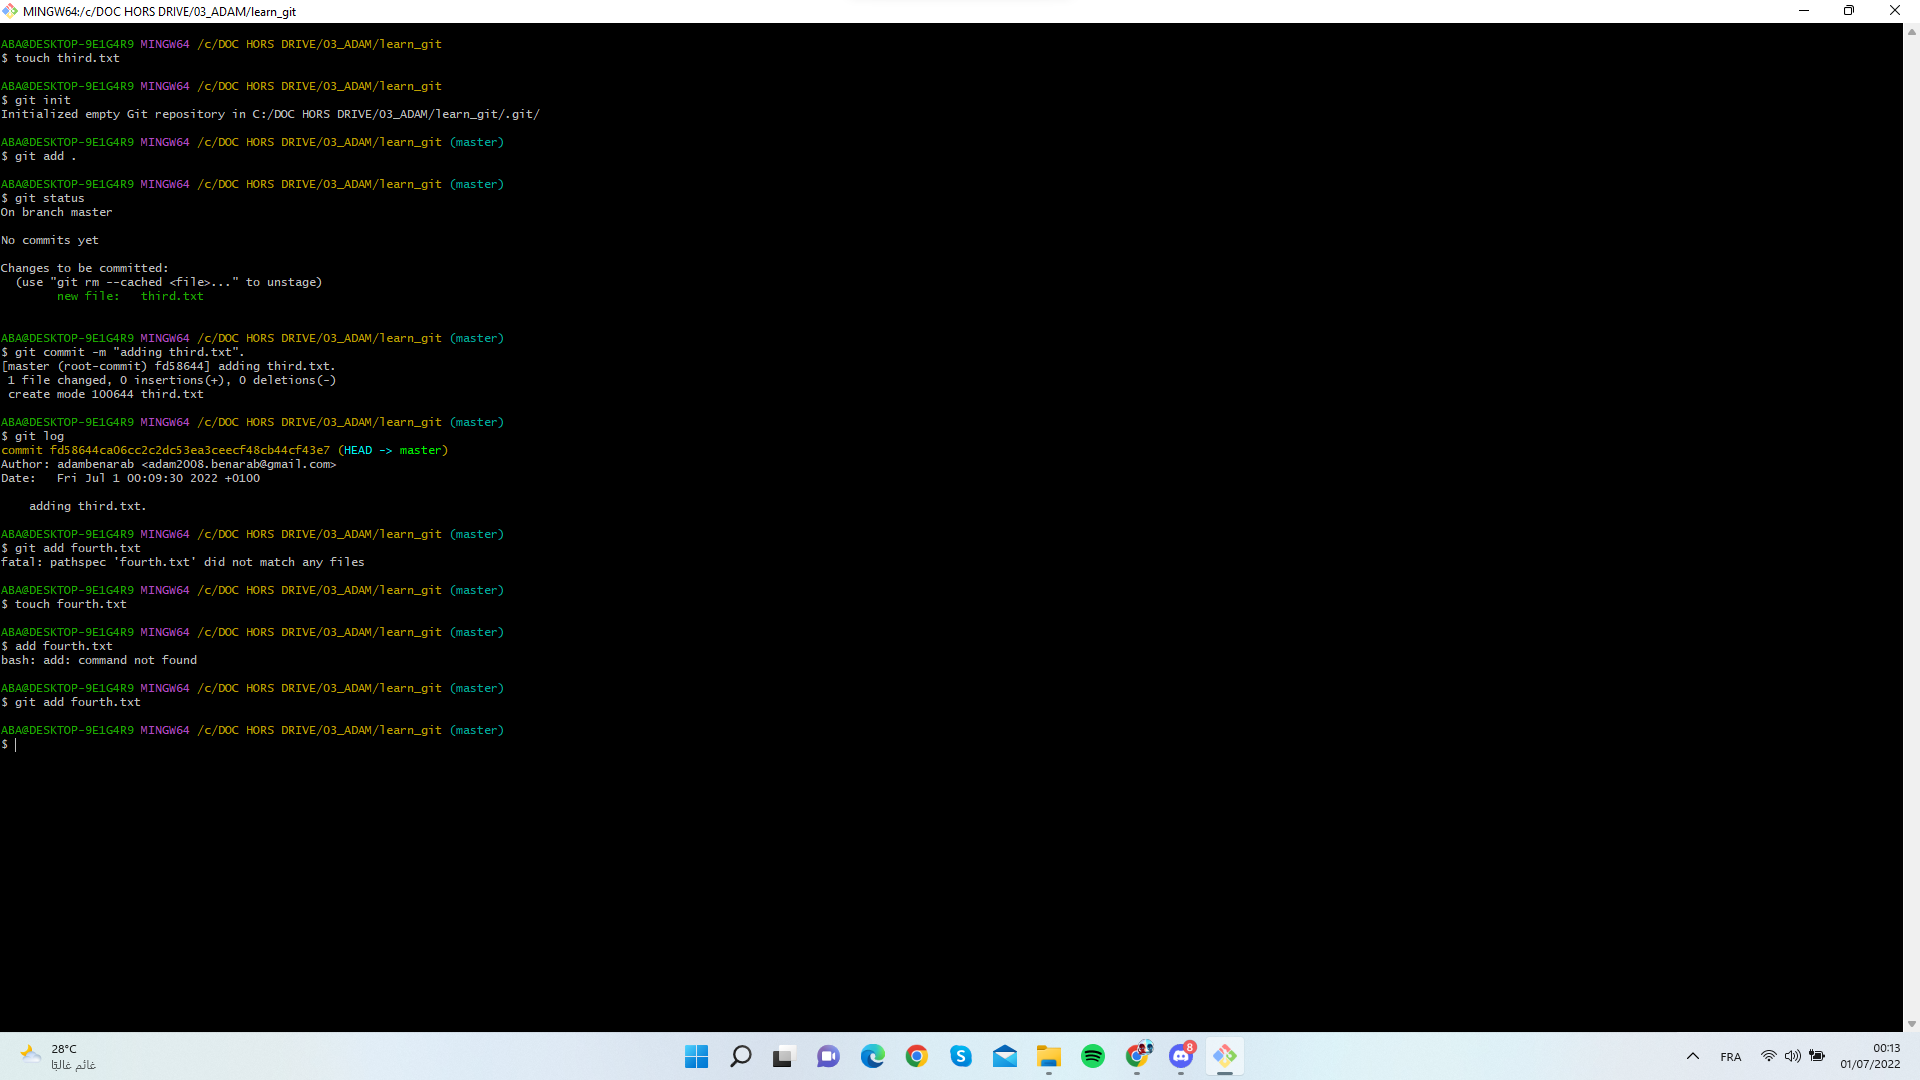 MINGW64:/c/DOC HORS DRIVE/03_ADAM/learn_git
ABA@DESKTOP-9E1G4R9 MINGW64 /c/DOC HORS DRIVE/03_ADAM/learn_git
$ touch third.txt
ABA@DESKTOP-9E1G4R9 MINGW64 /c/DOC HORS DRIVE/03_ADAM/learn_git
$ git init
Initialized empty Git repository in C:/DOC HORS DRIVE/03_ADAM/learn_git/.git/
ABA@DESKTOP-9E1G4R9 MINGW64 /c/DOC HORS DRIVE/03_ADAM/learn_git (master)
$ git add .
ABA@DESKTOP-9E1G4R9 MINGW64 /c/DOC HORS DRIVE/03_ADAM/learn_git (master)
$ git status
On branch master
No commits yet
Changes to be committed:
  (use "git rm --cached <file>..." to unstage)
        new file:   third.txt
ABA@DESKTOP-9E1G4R9 MINGW64 /c/DOC HORS DRIVE/03_ADAM/learn_git (master)
$ git commit -m "adding third.txt".
[master (root-commit) fd58644] adding third.txt.
 1 file changed, 0 insertions(+), 0 deletions(-)
 create mode 100644 third.txt
ABA@DESKTOP-9E1G4R9 MINGW64 /c/DOC HORS DRIVE/03_ADAM/learn_git (master)
$ git log
commit fd58644ca06cc2c2dc53ea3ceecf48cb44cf43e7 (HEAD -> master)
Author: adambenarab <adam2008.benarab@gmail.com>
Date:   Fri Jul 1 00:09:30 2022 +0100
    adding third.txt.
ABA@DESKTOP-9E1G4R9 MINGW64 /c/DOC HORS DRIVE/03_ADAM/learn_git (master)
$ git add fourth.txt
fatal: pathspec 'fourth.txt' did not match any files
ABA@DESKTOP-9E1G4R9 MINGW64 /c/DOC HORS DRIVE/03_ADAM/learn_git (master)
$ touch fourth.txt
ABA@DESKTOP-9E1G4R9 MINGW64 /c/DOC HORS DRIVE/03_ADAM/learn_git (master)
$ add fourth.txt
bash: add: command not found
ABA@DESKTOP-9E1G4R9 MINGW64 /c/DOC HORS DRIVE/03_ADAM/learn_git (master)
$ git add fourth.txt
ABA@DESKTOP-9E1G4R9 MINGW64 /c/DOC HORS DRIVE/03_ADAM/learn_git (master)
$
28°C
غائم غالبًا
S
8
FRA
00:13
01/07/2022